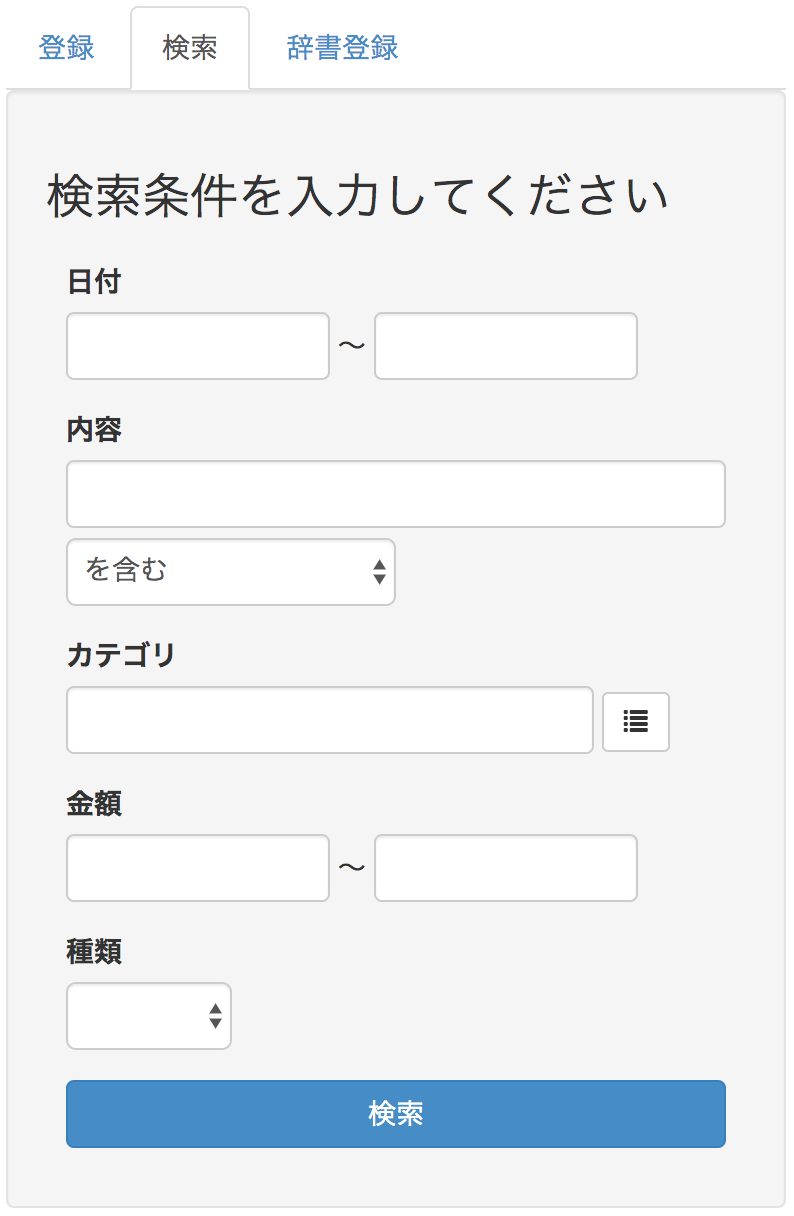 登録 検索 辞書登録
検索条件を入力してください
日付
～
内容
を含む
カテゴリ
金額
～
種類
検索